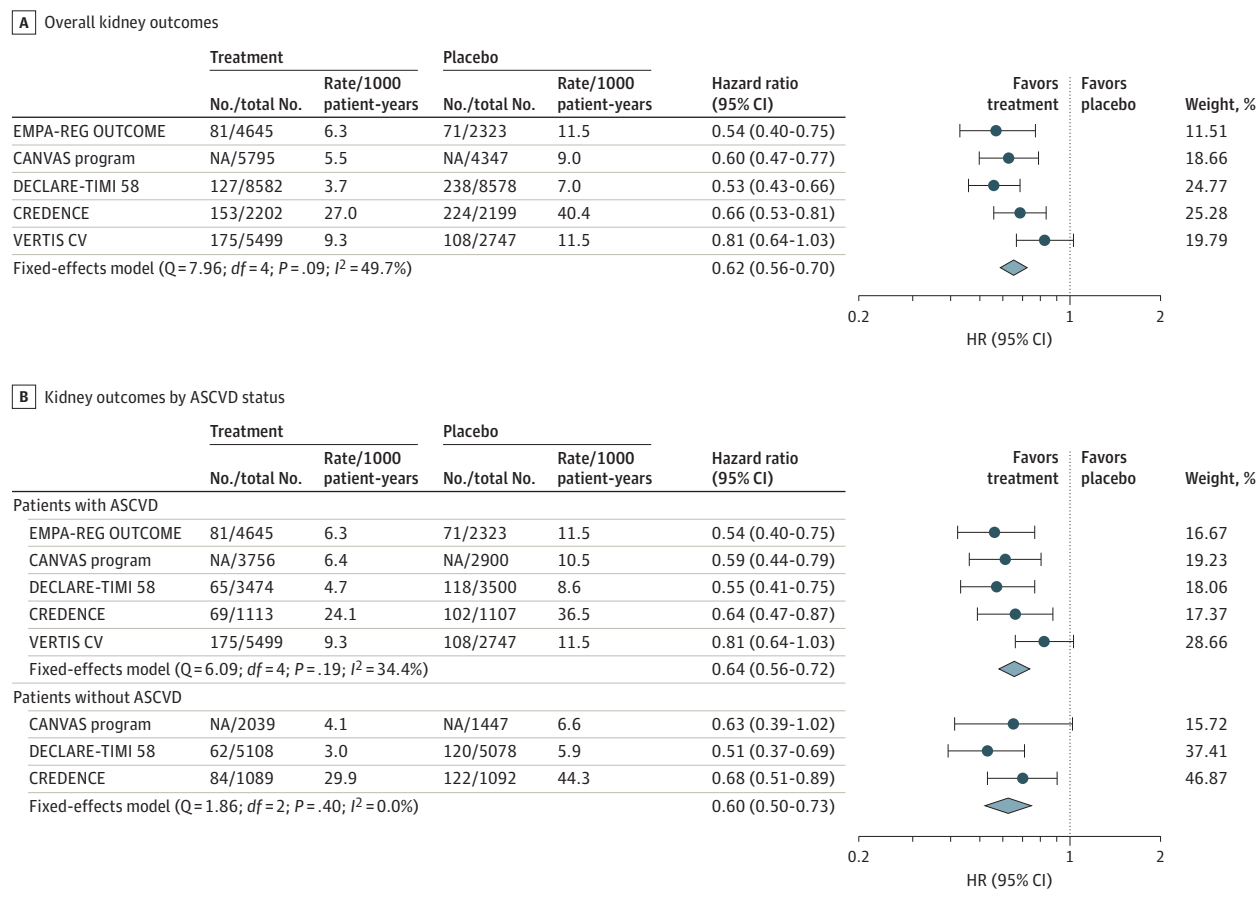 A Overall kidney outcomes
Treatment Placebo
No./total No. Rate/1000 patient-years No./total No. Rate/1000 patient-years Hazard ratio (95% CI) Favors treatment Favors placebo Weight, %
EMPA-REG OUTCOME 81/4645 6.3 71/2323 11.5 0.54 (0.40-0.75) 11.51
CANVAS program NA/5795 5.5 NA/4347 9.0 0.60 (0.47-0.77) 18.66
DECLARE-TIMI 58 127/8582 3.7 238/8578 7.0 0.53 (0.43-0.66) 24.77
CREDENCE 153/2202 27.0 224/2199 40.4 0.66 (0.53-0.81) 25.28
VERTIS CV 175/5499 9.3 108/2747 11.5 0.81 (0.64-1.03) 19.79
Fixed-effects model (Q = 7.96; df = 4; P = .09; I² = 49.7%) 0.62 (0.56-0.70)
0.2 1 2
HR (95% CI)
B Kidney outcomes by ASCVD status
Treatment Placebo
No./total No. Rate/1000 patient-years No./total No. Rate/1000 patient-years Hazard ratio (95% CI) Favors treatment Favors placebo Weight, %
Patients with ASCVD
EMPA-REG OUTCOME 81/4645 6.3 71/2323 11.5 0.54 (0.40-0.75) 16.67
CANVAS program NA/3756 6.4 NA/2900 10.5 0.59 (0.44-0.79) 19.23
DECLARE-TIMI 58 65/3474 4.7 118/3500 8.6 0.55 (0.41-0.75) 18.06
CREDENCE 69/1113 24.1 102/1107 36.5 0.64 (0.47-0.87) 17.37
VERTIS CV 175/5499 9.3 108/2747 11.5 0.81 (0.64-1.03) 28.66
Fixed-effects model (Q = 6.09; df = 4; P = .19; I² = 34.4%) 0.64 (0.56-0.72)
Patients without ASCVD
CANVAS program NA/2039 4.1 NA/1447 6.6 0.63 (0.39-1.02) 15.72
DECLARE-TIMI 58 62/5108 3.0 120/5078 5.9 0.51 (0.37-0.69) 37.41
CREDENCE 84/1089 29.9 122/1092 44.3 0.68 (0.51-0.89) 46.87
Fixed-effects model (Q = 1.86; df = 2; P = .40; I² = 0.0%) 0.60 (0.50-0.73)
0.2 1 2
HR (95% CI)